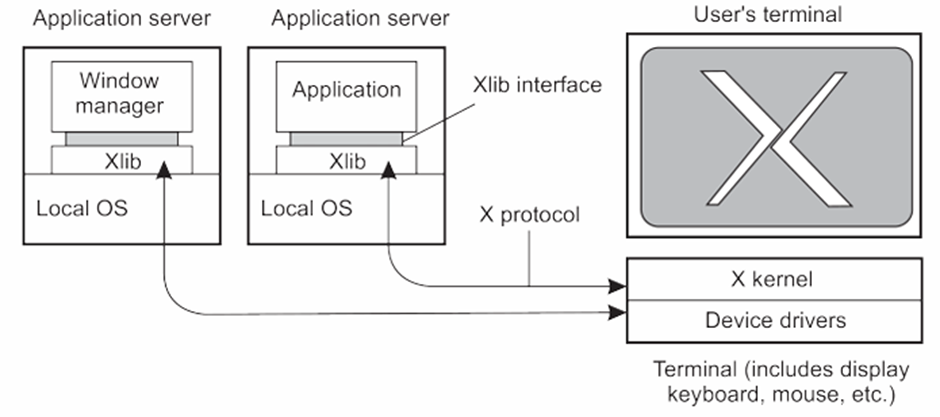 Application server
Application server
User's terminal
Window
manager
Application
Xlib interface
Xlib
Xlib
Local OS
Local OS
X protocol
X kernel
Device drivers
Terminal (includes display
keyboard, mouse, etc.)